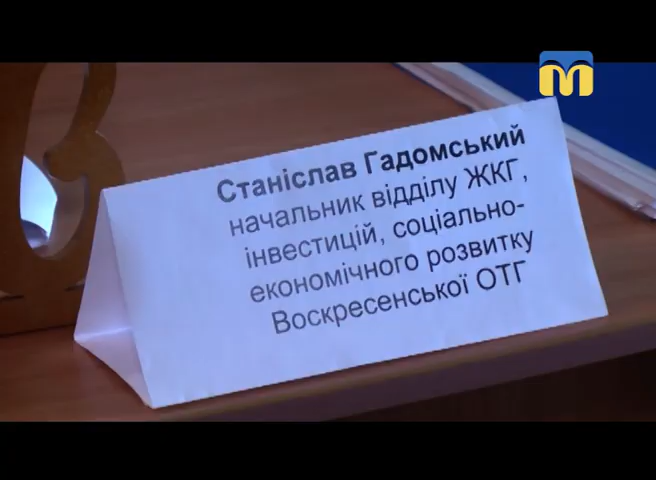 Станіслав Гадомський
начальник відділу ЖКГ,
інвестицій, соціально-
економічного розвитку
Воскресенської ОТГ